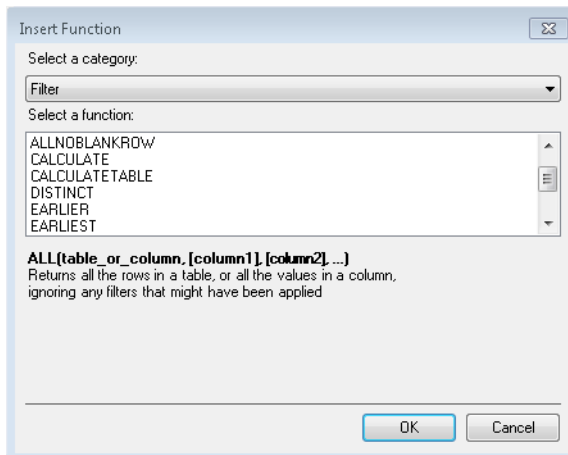 Insert Function
Select a category:
Filter
Select a function:
ALLNOBLANKROW
CALCULATE
CALCULATETABLE
DISTINCT
EARLIER
EARLIEST
ALL(table_or_column, [column1], [column2], ...)
Returns all the rows in a table, or all the values in a column,
ignoring any filters that might have been applied
OK
Cancel